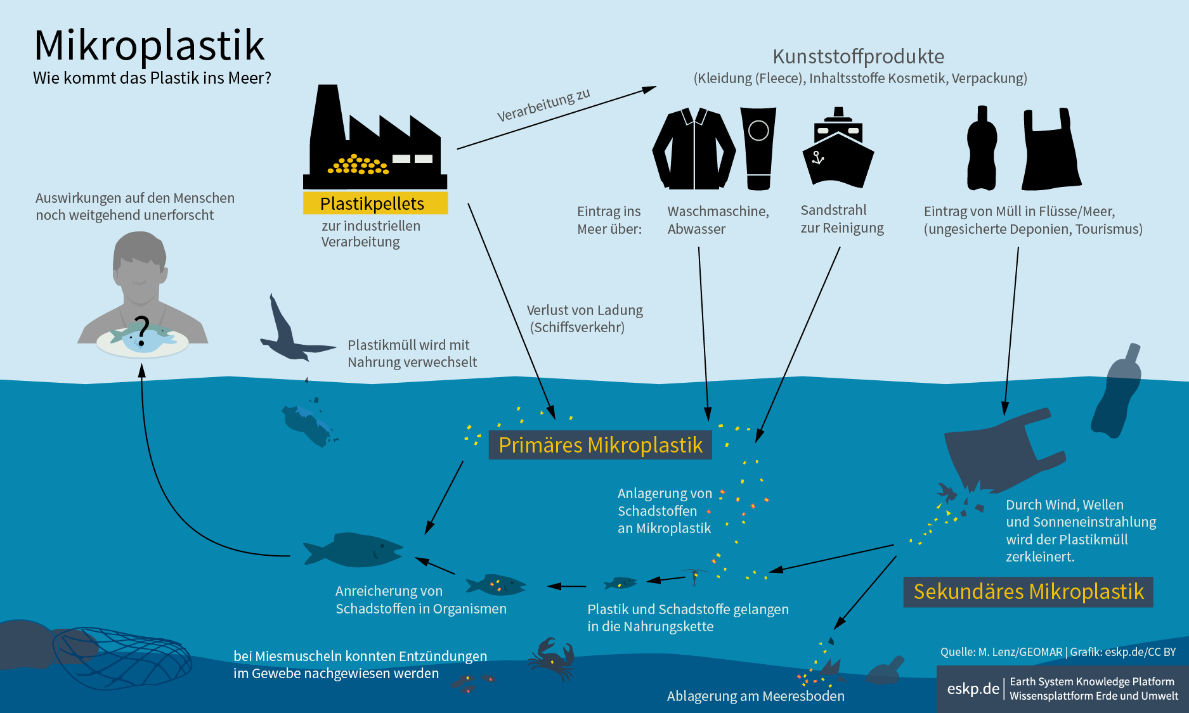 Mikroplastik
Wie kommt das Plastik ins Meer?
Kunststoffprodukte
(Kleidung (Fleece), Inhaltsstoffe Kosmetik, Verpackung)
Verarbeitung zu
Plastikpellets
zur industriellen
Verarbeitung
Auswirkungen auf den Menschen
noch weitgehend unerforscht
?
Eintrag ins
Meer über:
Waschmaschine,
Abwasser
Sandstrahl
zur Reinigung
Eintrag von Müll in Flüsse/Meer,
(ungesicherte Deponien, Tourismus)
Verlust von Ladung
(Schiffsverkehr)
Plastikmüll wird mit
Nahrung verwechselt
Primäres Mikroplastik
Anlagerung von
Schadstoffen
an Mikroplastik
Durch Wind, Wellen
und Sonneneinstrahlung
wird der Plastikmüll
zerkleinert.
Sekundäres Mikroplastik
Anreicherung von
Schadstoffen in Organismen
Plastik und Schadstoffe gelangen
in die Nahrungskette
bei Miesmuscheln konnten Entzündungen
im Gewebe nachgewiesen werden
Ablagerung am Meeresboden
Quelle: M. Lenz/GEOMAR | Grafik: eskp.de/CC BY
eskp.de | Earth System Knowledge Platform
Wissensplattform Erde und Umwelt